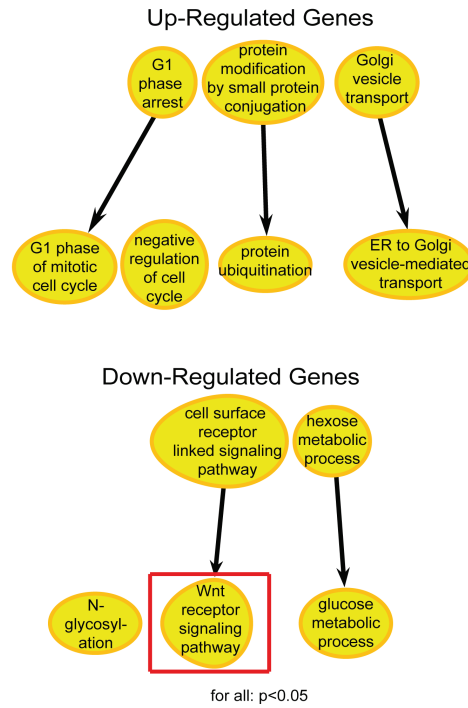 Up-Regulated Genes
G1
phase
arrest
protein
modification
by small protein
conjugation
Golgi
vesicle
transport
G1 phase
of mitotic
cell cycle
negative
regulation
of cell
cycle
protein
ubiquitination
ER to Golgi
vesicle-mediated
transport
Down-Regulated Genes
cell surface
receptor
linked signaling
pathway
hexose
metabolic
process
N-
glycosyl-
ation
Wnt
receptor
signaling
pathway
glucose
metabolic
process
for all: p<0.05